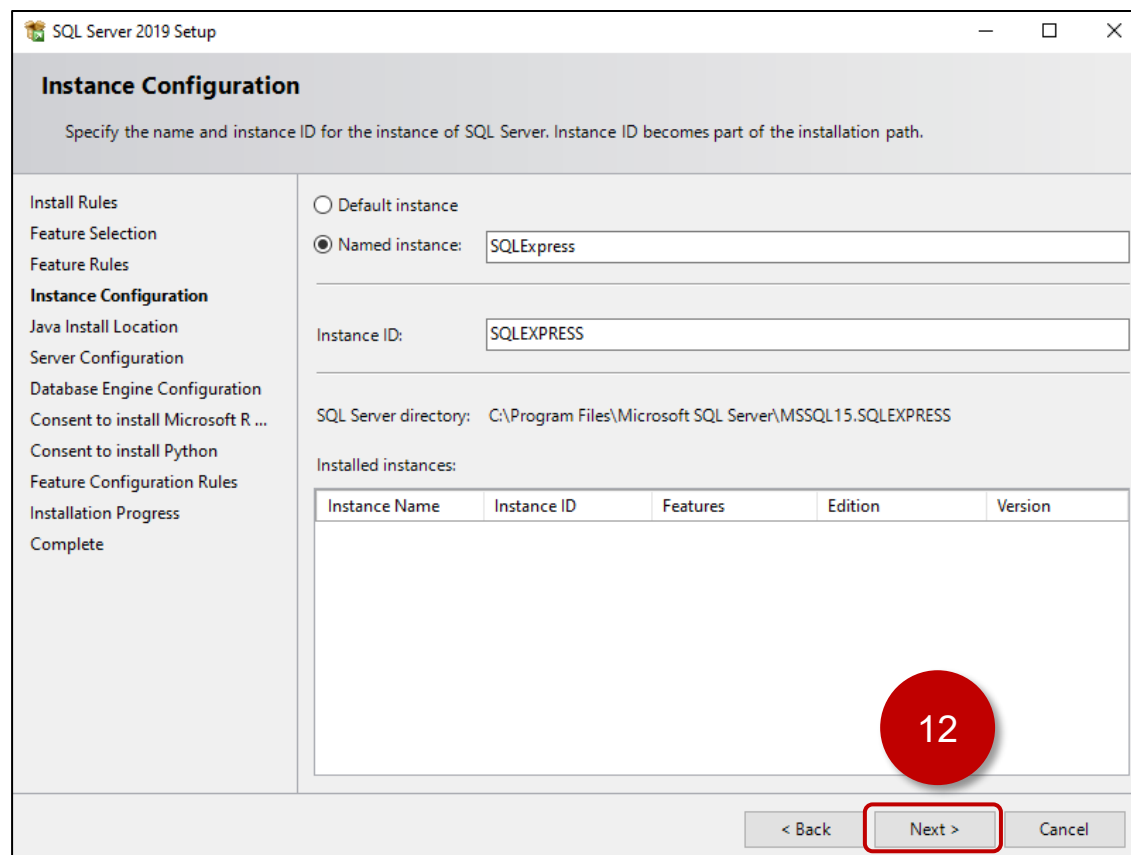 SQL Server 2019 Setup
Instance Configuration
Specify the name and instance ID for the instance of SQL Server. Instance ID becomes part of the installation path.
Install Rules
Feature Selection
Feature Rules
Instance Configuration
Java Install Location
Server Configuration
Database Engine Configuration
Consent to install Microsoft R ...
Consent to install Python
Feature Configuration Rules
Installation Progress
Complete
Default instance
Named instance: SQLExpress
Instance ID: SQLEXPRESS
SQL Server directory: C:\Program Files\Microsoft SQL Server\MSSQL15.SQLEXPRESS
Installed instances:
Instance Name Instance ID Features Edition Version
12
< Back Next > Cancel